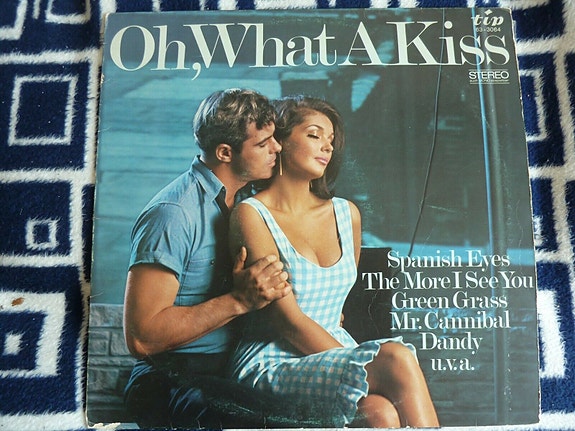 Oh, What A Kiss
tip
63-3064
STEREO
Spanish Eyes
The More I See You
Green Grass
Mr. Cannibal
Dandy
u.v.a.